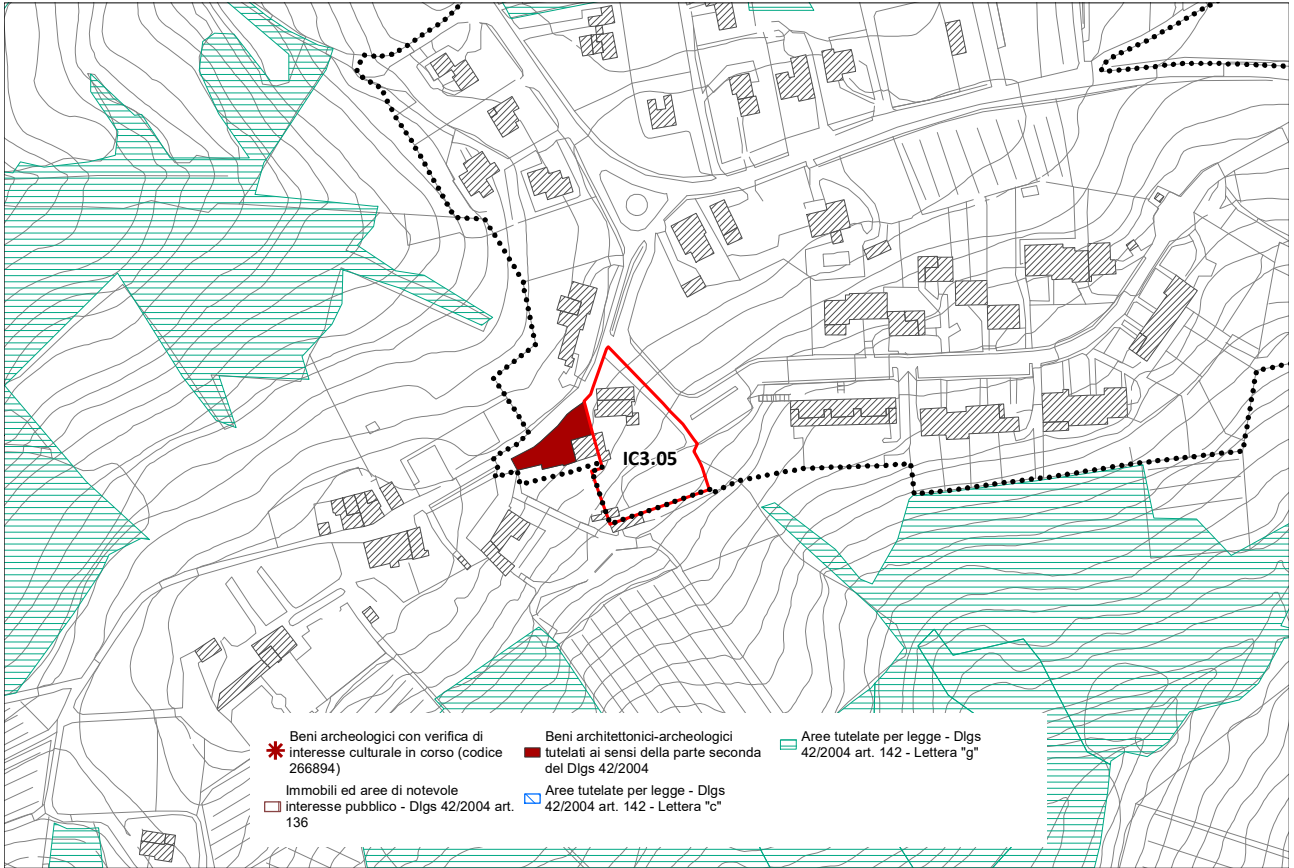 IC3.05
Beni archeologici con verifica di
interesse culturale in corso (codice
266894)
Immobili ed aree di notevole
interesse pubblico - Dlgs 42/2004 art.
136
Beni architettonici-archeologici
tutelati ai sensi della parte seconda
del Dlgs 42/2004
Aree tutelate per legge - Dlgs
42/2004 art. 142 - Lettera "c"
Aree tutelate per legge - Dlgs
42/2004 art. 142 - Lettera "g"